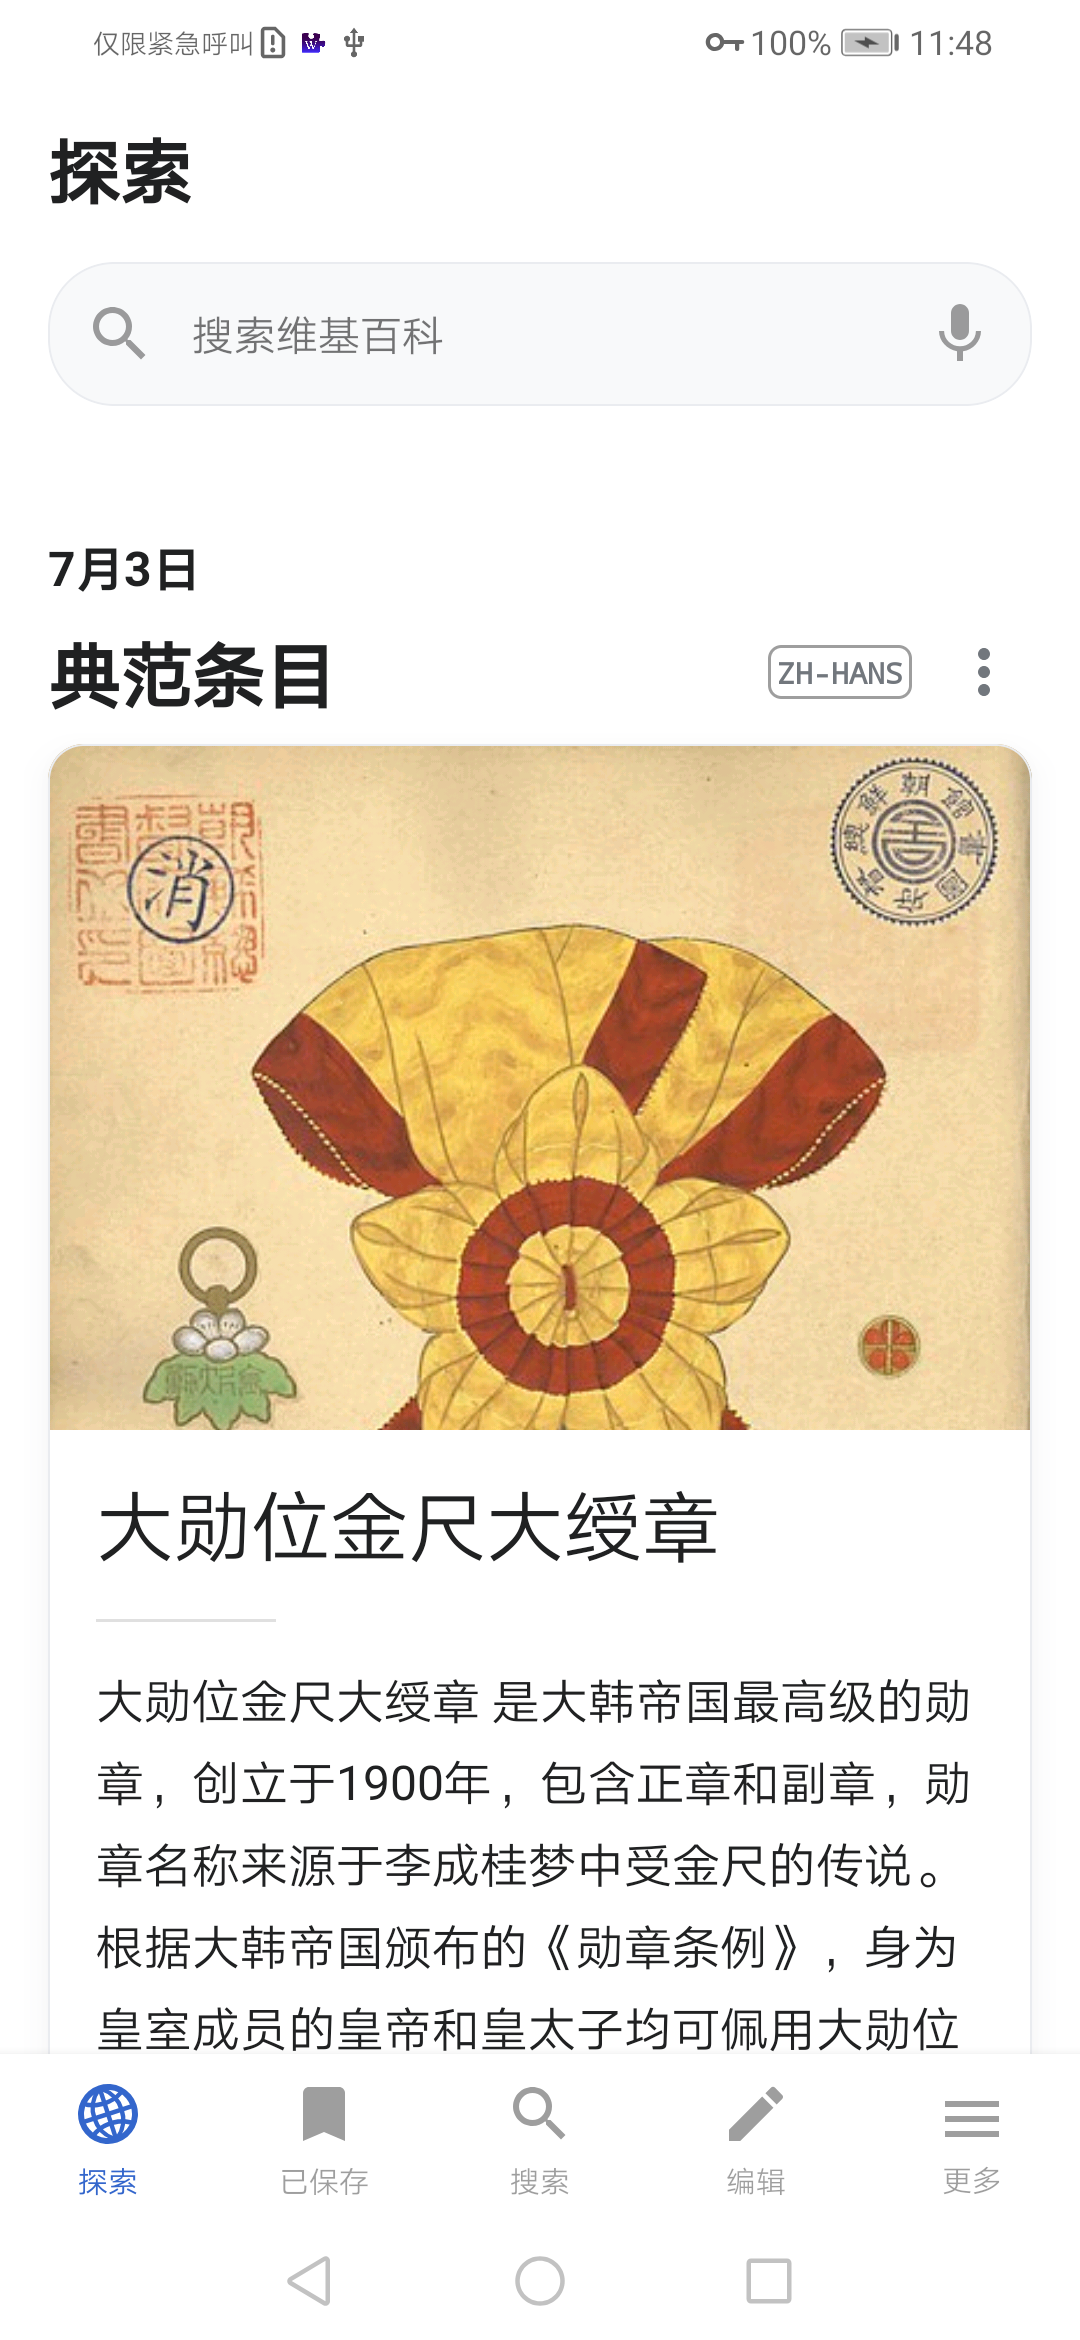 仅限紧急呼叫 100% 11:48
探索
搜索维基百科
7月3日
典范条目 ZH-HANS
消
大勋位金尺大绶章
大勋位金尺大绶章 是大韩帝国最高级的勋
章，创立于1900年，包含正章和副章，勋
章名称来源于李成桂梦中受金尺的传说。
根据大韩帝国颁布的《勋章条例》，身为
皇室成员的皇帝和皇太子均可佩用大勋位
探索 已保存 搜索 编辑 更多